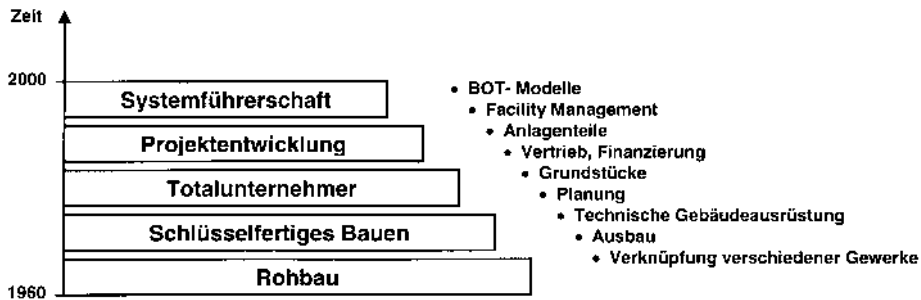 Zeit
2000
Systemführerschaft
Projektentwicklung
Totalunternehmer
Schlüsselfertiges Bauen
Rohbau
1960
• BOT- Modelle
• Facility Management
• Anlagenteile
• Vertrieb, Finanzierung
• Grundstücke
• Planung
• Technische Gebäudeausrüstung
• Ausbau
• Verknüpfung verschiedener Gewerke